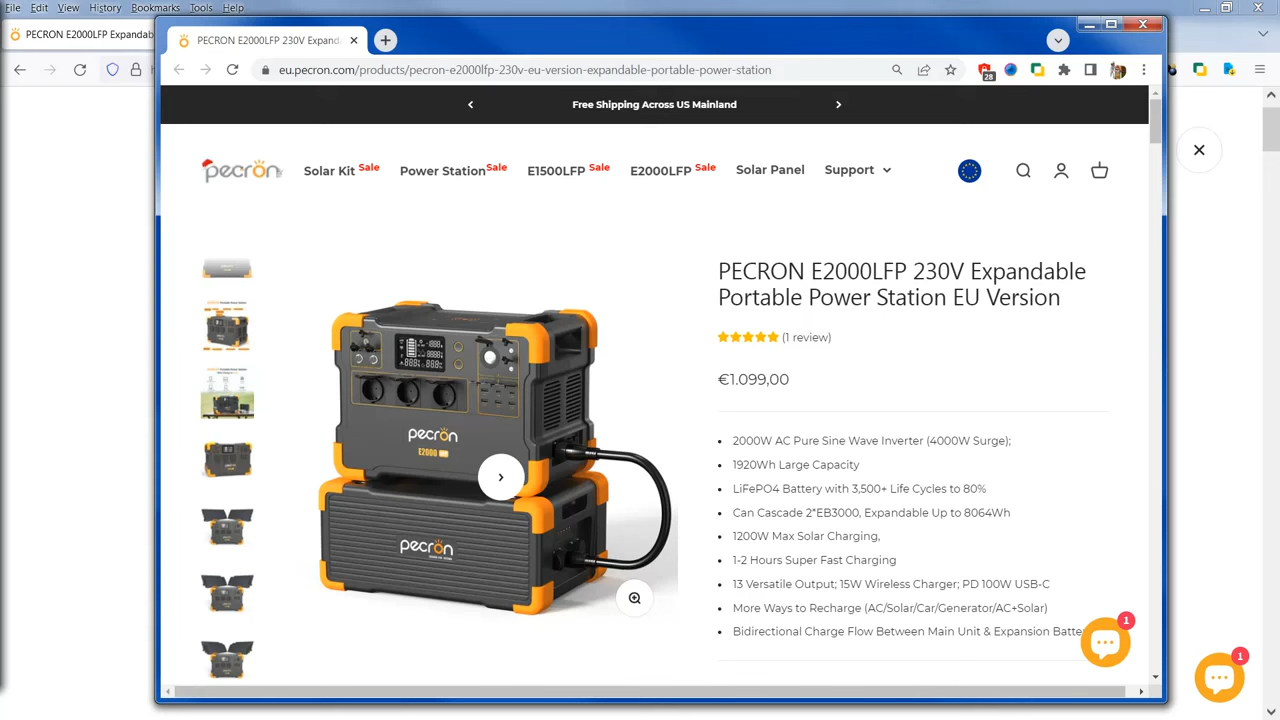 File Edit View History Bookmarks Tools Help
PECRON E2000LFP Expandab
PECRON E2000LFP 230V Expand
eu.pecron.com/products/pecron-e2000lfp-230v-eu-version-expandable-portable-power-station
28
Free Shipping Across US Mainland
pecron
Solar Kit Sale
Power Station Sale
E1500LFP Sale
E2000LFP Sale
Solar Panel
Support
PECRON E2000LFP 230V Expandable
Portable Power Station EU Version
(1 review)
€1.099,00
2000W AC Pure Sine Wave Inverter (4000W Surge);
1920Wh Large Capacity
LiFePO4 Battery with 3,500+ Life Cycles to 80%
Can Cascade 2*EB3000, Expandable Up to 8064Wh
1200W Max Solar Charging,
1-2 Hours Super Fast Charging
13 Versatile Output; 15W Wireless Charger; PD 100W USB-C
More Ways to Recharge (AC/Solar/Car/Generator/AC+Solar)
Bidirectional Charge Flow Between Main Unit & Expansion Batte
pecron
E2000
pecron
1
1